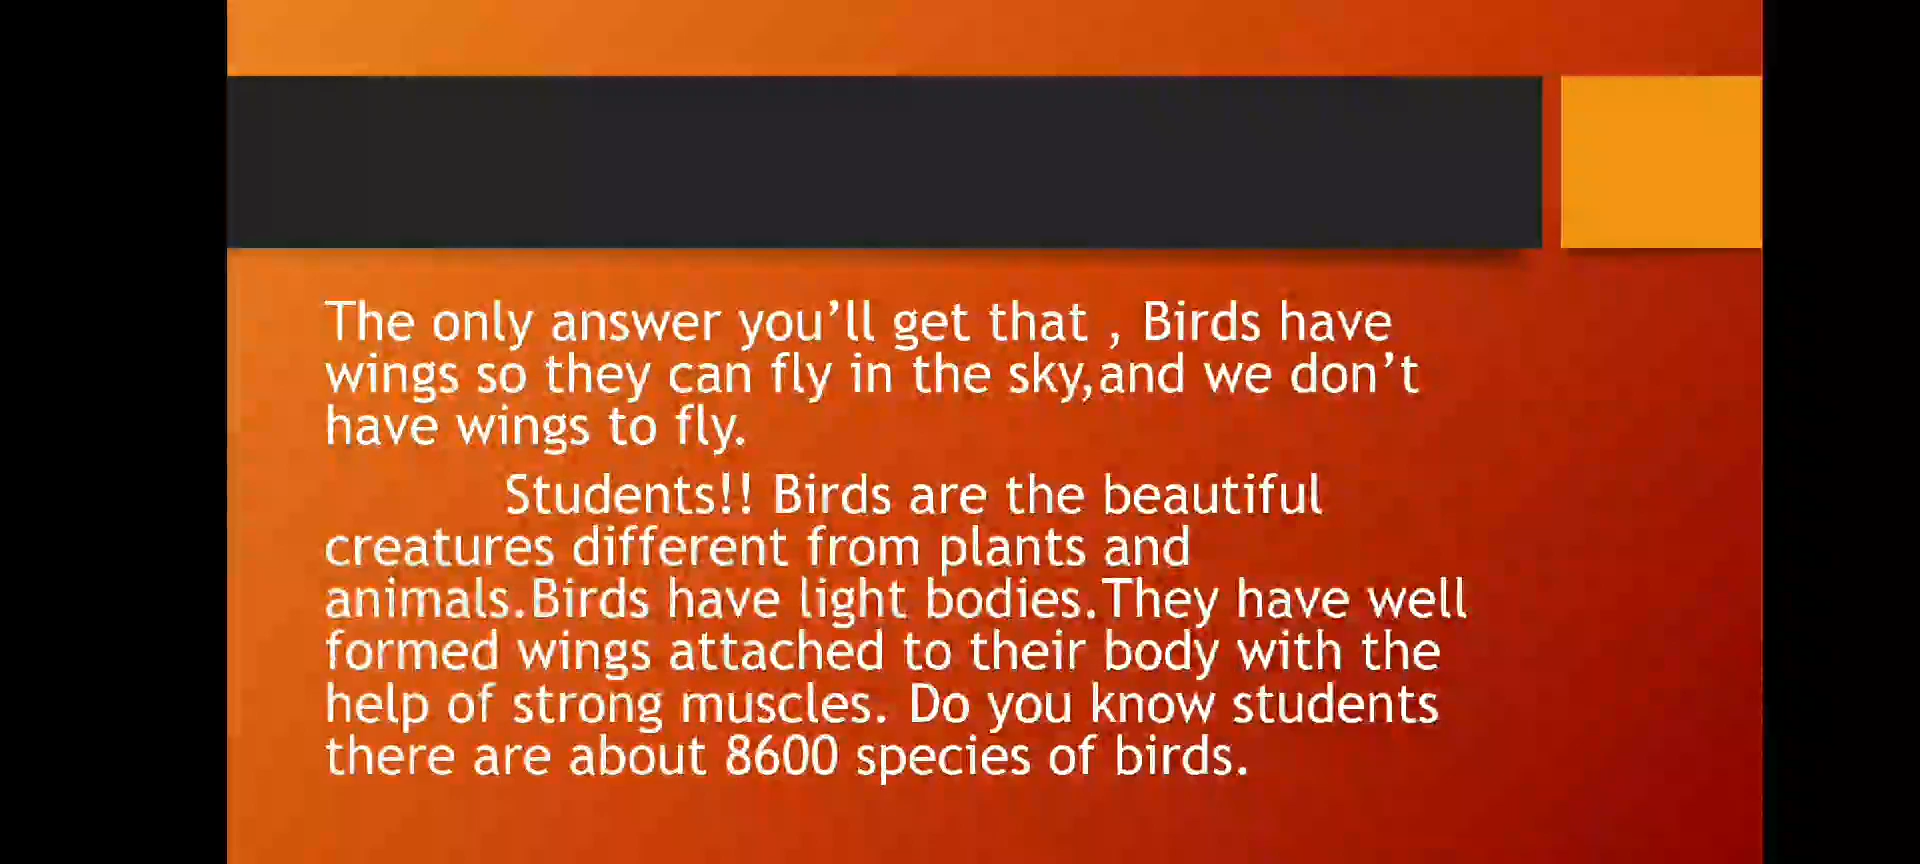 The only answer you’ll get that , Birds have
wings so they can fly in the sky,and we don’t
have wings to fly.
Students!! Birds are the beautiful
creatures different from plants and
animals.Birds have light bodies.They have well
formed wings attached to their body with the
help of strong muscles. Do you know students
there are about 8600 species of birds.